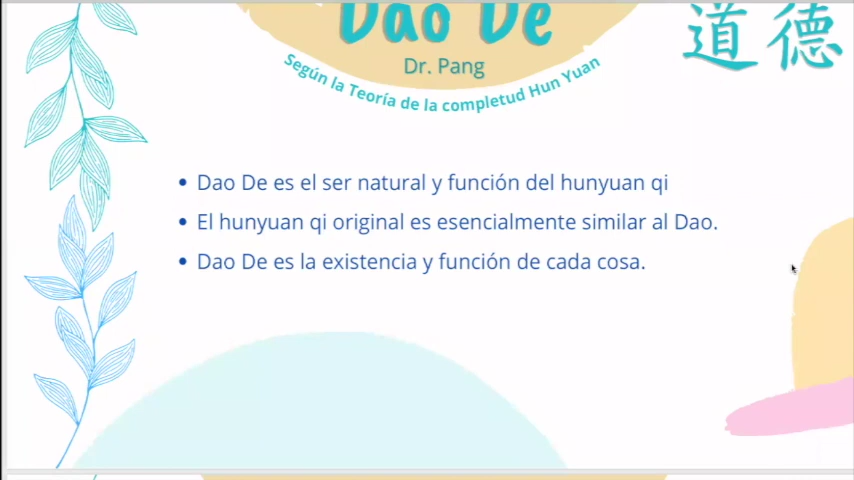 Dao De
道德
Dr. Pang
Según la Teoría de la completud Hun Yuan
Dao De es el ser natural y función del hunyuan qi
El hunyuan qi original es esencialmente similar al Dao.
Dao De es la existencia y función de cada cosa.